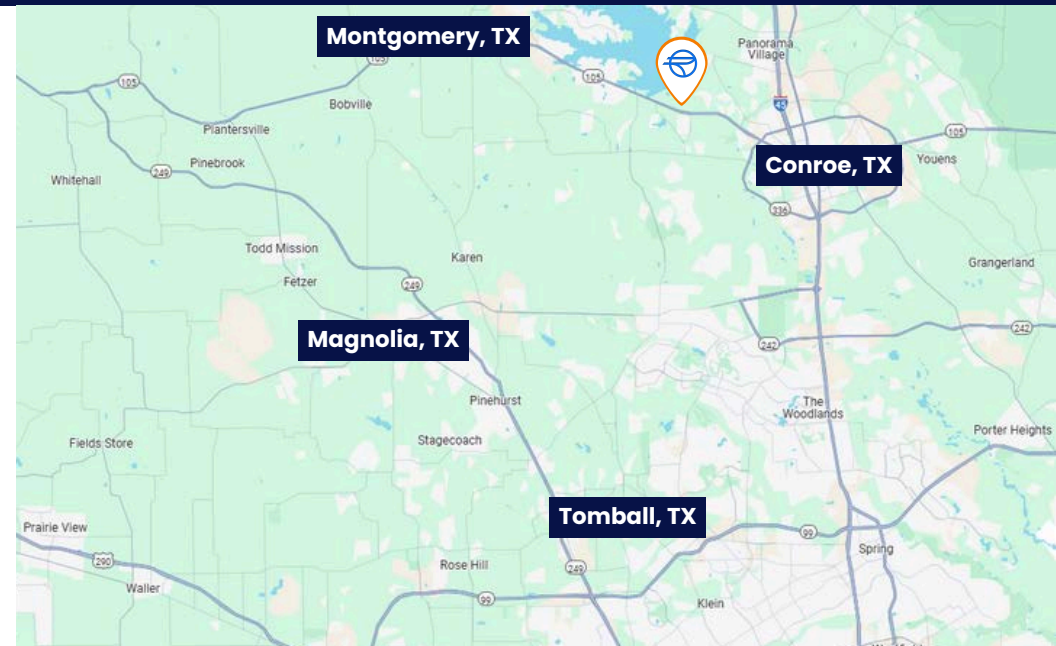 Montgomery, TX
Panorama
Village
105
105
105
45
Bobville
Plantersville
105
Youens
Pinebrook
249
Conroe, TX
Whitehall
336
Todd Mission
Karen
Grangerland
Fetzer
249
Magnolia, TX
242
242
Pinehurst
The
Woodlands
Stagecoach
Fields Store
Porter Heights
Tomball, TX
Prairie View
99
Spring
290
Rose Hill
249
Waller
99
Klein